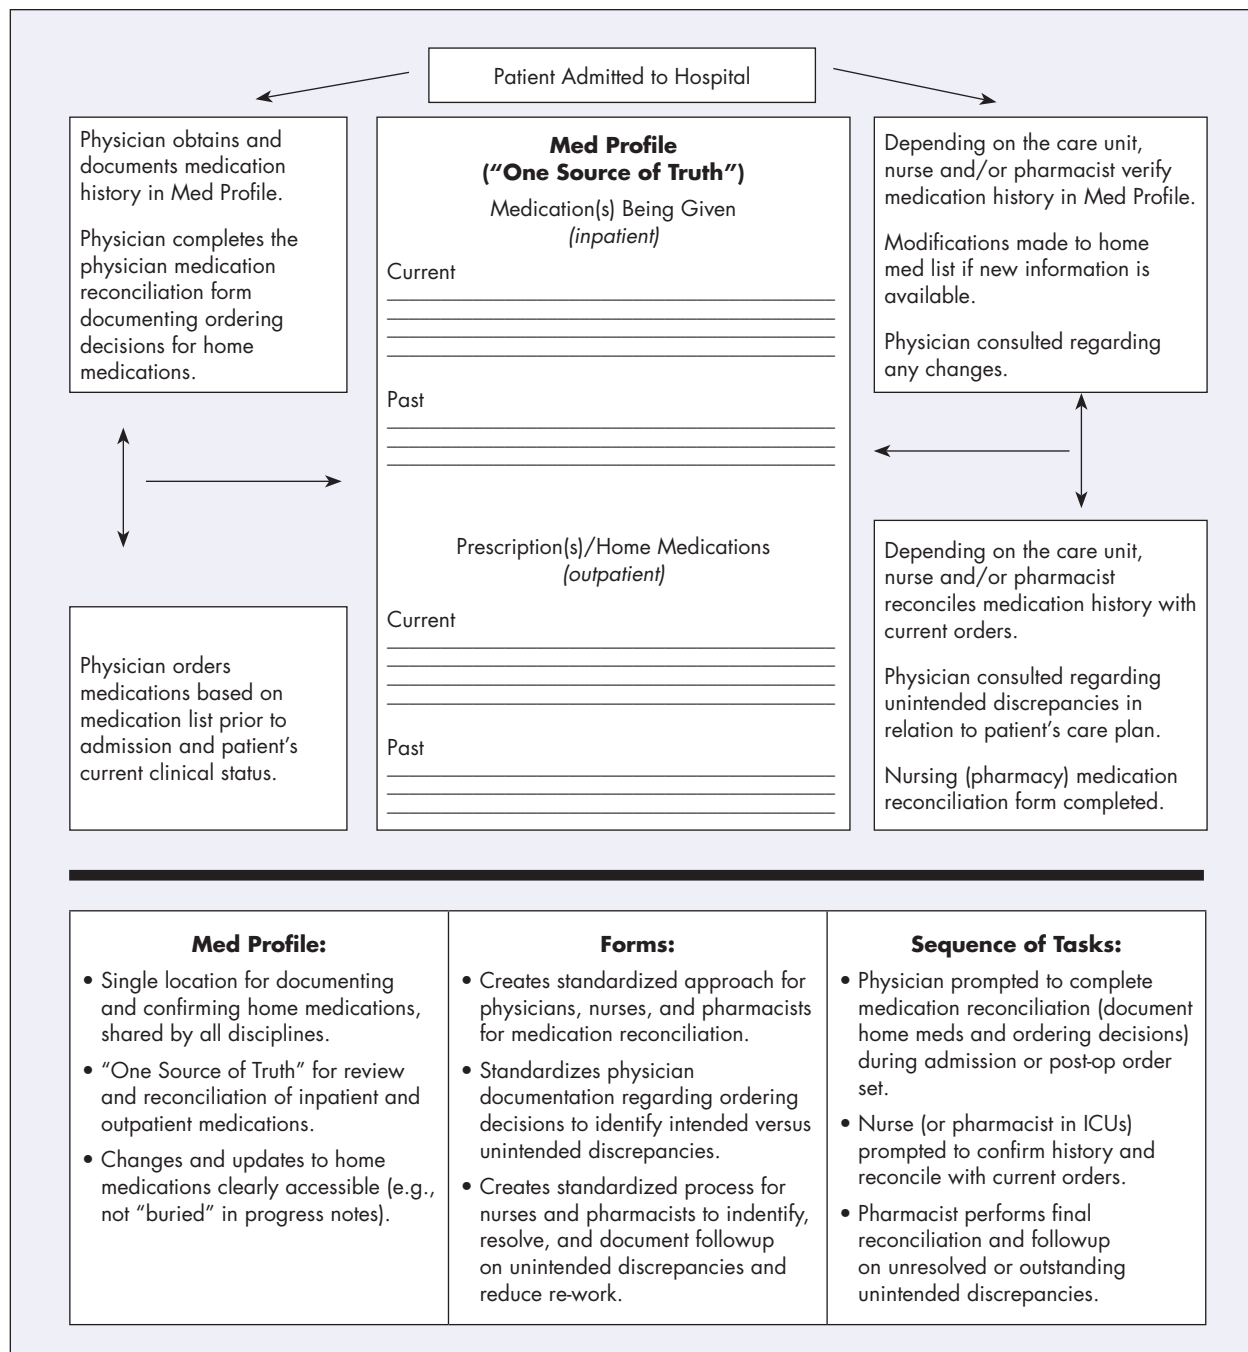 Patient Admitted to Hospital
Physician obtains and
documents medication
history in Med Profile.
Physician completes the
physician medication
reconciliation form
documenting ordering
decisions for home
medications.
Physician orders
medications based on
medication list prior to
admission and patient’s
current clinical status.
Med Profile
(“One Source of Truth”)
Medication(s) Being Given
(inpatient)
Current
Past
Prescription(s)/Home Medications
(outpatient)
Current
Past
Depending on the care unit,
nurse and/or pharmacist verify
medication history in Med Profile.
Modifications made to home
med list if new information is
available.
Physician consulted regarding
any changes.
Depending on the care unit,
nurse and/or pharmacist
reconciles medication history with
current orders.
Physician consulted regarding
unintended discrepancies in
relation to patient’s care plan.
Nursing (pharmacy) medication
reconciliation form completed.
Med Profile:
• Single location for documenting
and confirming home medications,
shared by all disciplines.
• “One Source of Truth” for review
and reconciliation of inpatient and
outpatient medications.
• Changes and updates to home
medications clearly accessible (e.g.,
not “buried” in progress notes).
Forms:
• Creates standardized approach for
physicians, nurses, and pharmacists
for medication reconciliation.
• Standardizes physician
documentation regarding ordering
decisions to identify intended versus
unintended discrepancies.
• Creates standardized process for
nurses and pharmacists to indentify,
resolve, and document followup
on unintended discrepancies and
reduce re-work.
Sequence of Tasks:
• Physician prompted to complete
medication reconciliation (document
home meds and ordering decisions)
during admission or post-op order
set.
• Nurse (or pharmacist in ICUs)
prompted to confirm history and
reconcile with current orders.
• Pharmacist performs final
reconciliation and followup
on unresolved or outstanding
unintended discrepancies.